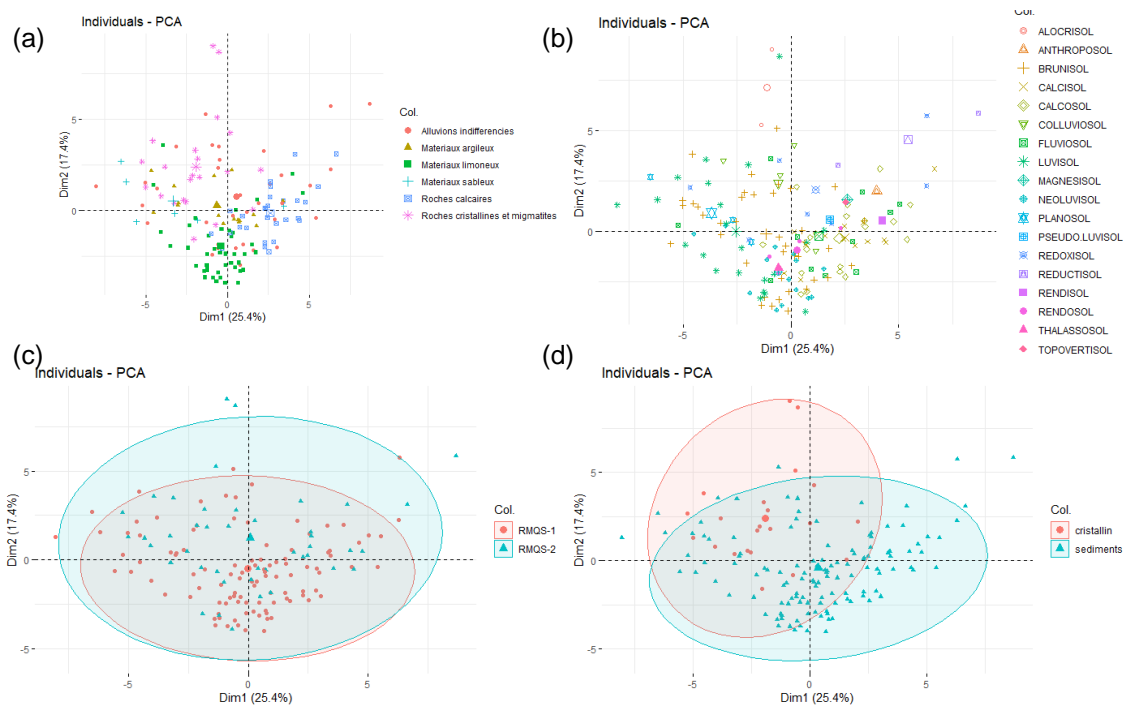 (a)
Individuals - PCA
5
0
-5
0
5
Dim2 (17.4%)
Dim1 (25.4%)
Col.
Alluvions indifferencies
Materiaux argileux
Materiaux limoneux
Materiaux sableux
Roches calcaires
Roches cristallines et migmatites
(b)
Individuals - PCA
5
0
-5
0
5
Dim2 (17.4%)
Dim1 (25.4%)
Col.
ALOCRISOL
ANTHROPOSOL
BRUNISOL
CALCISOL
CALCOSOL
COLLUVIOSOL
FLUVIOSOL
LUVISOL
MAGNESISOL
NEOLUVISOL
PLANOSOL
PSEUDO.LUVISOL
REDOXISOL
REDUCTISOL
RENDISOL
RENDOSOL
THALASSOSOL
TOPOVERTISOL
(c)
Individuals - PCA
5
0
-5
-5
0
5
Dim2 (17.4%)
Dim1 (25.4%)
Col.
RMQS-1
RMQS-2
(d)
Individuals - PCA
5
0
-5
-5
0
5
Dim2 (17.4%)
Dim1 (25.4%)
Col.
cristallin
sediments